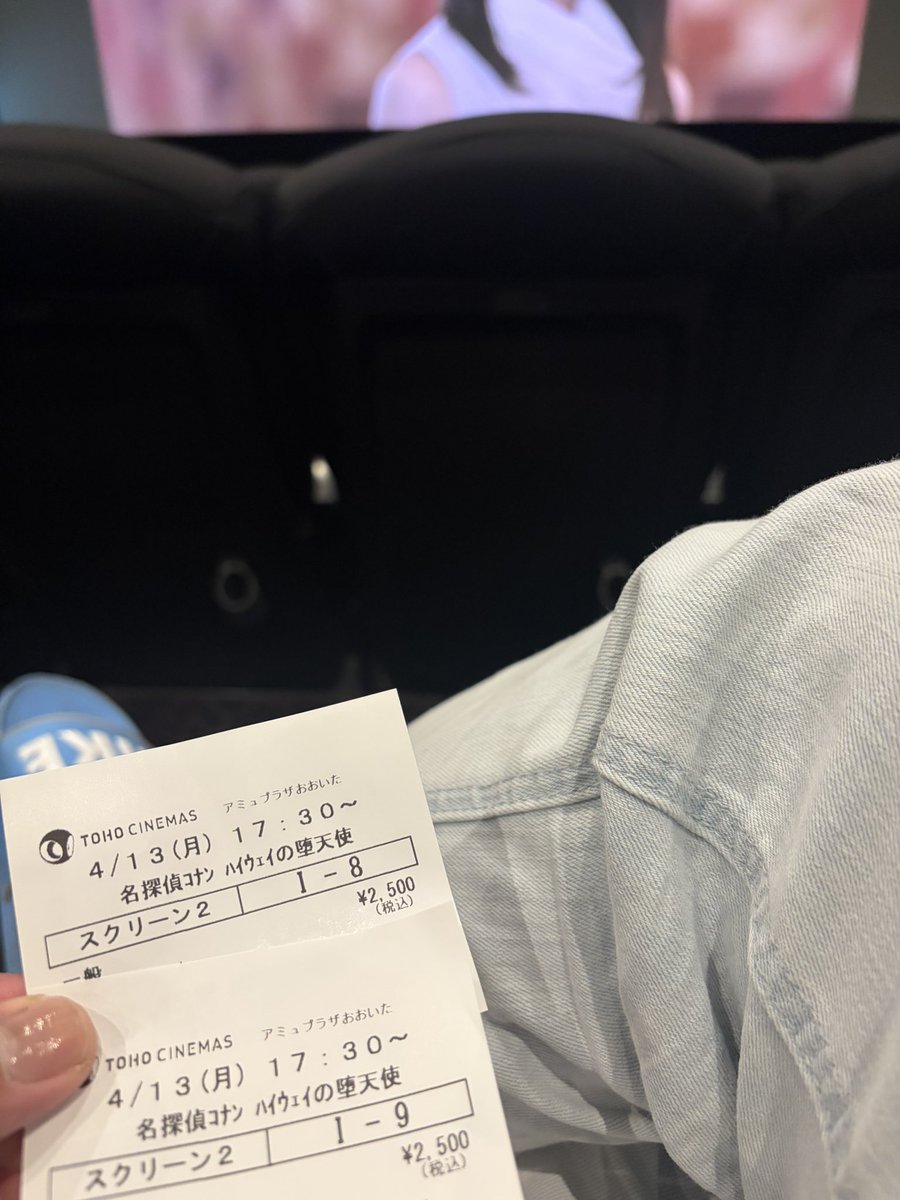 TOHO CINEMAS アミュプラザおおいた
4/13(月) 17:30~
名探偵ｺﾅﾝ ﾊｲｳｪｲの堕天使
スクリーン2 I-8
¥2,500
(税込)
一般
TOHO CINEMAS アミュプラザおおいた
4/13(月) 17:30~
名探偵ｺﾅﾝ ﾊｲｳｪｲの堕天使
スクリーン2 I-9
¥2,500
(税込)
IKE